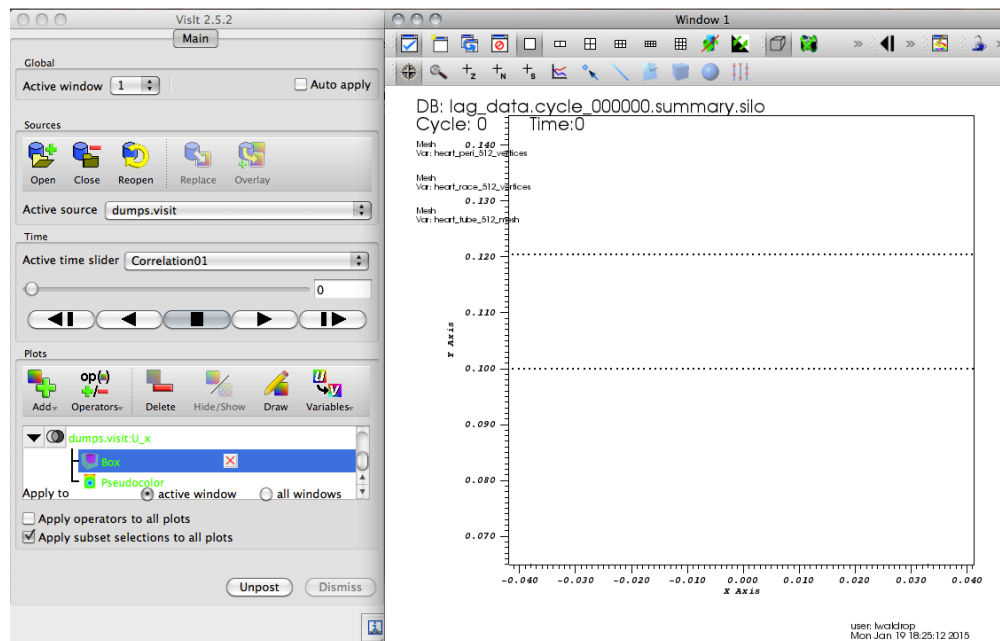 VisIt 2.5.2
Main
Global
Active window 1
Auto apply
Sources
Open Close Reopen Replace Overlay
Active source dumps.visit
Time
Active time slider Correlation01
0
Plots
op(·)
+/-
Add Operators Delete Hide/Show Draw Variables
dumps.visit:U_x
Box
Pseudocolor
Apply to active window all windows
Apply operators to all plots
Apply subset selections to all plots
Unpost Dismiss
Window 1
+z +N +s
DB: lag_data.cycle_000000.summary.silo
Cycle: 0 Time:0
Mesh
Var: heart_peri_512_vertices
Mesh
Var: heart_race_512_vertices
Mesh
Var: heart_tube_512_mesh
0.140
0.130
0.120
0.110
Y Axis
0.100
0.090
0.080
0.070
-0.040 -0.030 -0.020 -0.010 0.000 0.010 0.020 0.030 0.040
X Axis
user: lwaldrop
Mon Jan 19 18:25:12 2015